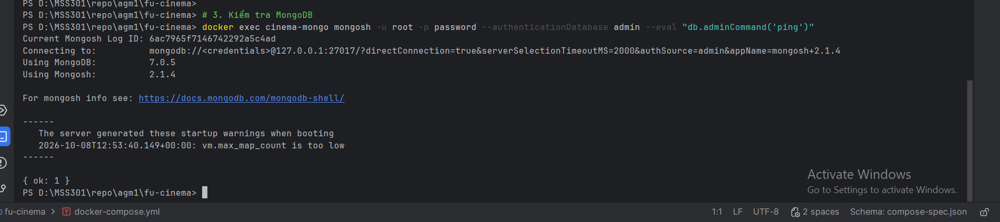 PS D:\MSS301\repo\agm1\fu-cinema>
PS D:\MSS301\repo\agm1\fu-cinema> # 3. Kiểm tra MongoDB
PS D:\MSS301\repo\agm1\fu-cinema> docker exec cinema-mongo mongosh -u root -p password --authenticationDatabase admin --eval "db.adminCommand('ping')"
Current Mongosh Log ID: 6ac7965f7146742292a5c4ad
Connecting to: mongodb://<credentials>@127.0.0.1:27017/?directConnection=true&serverSelectionTimeoutMS=2000&authSource=admin&appName=mongosh+2.1.4
Using MongoDB: 7.0.5
Using Mongosh: 2.1.4
For mongosh info see: https://docs.mongodb.com/mongodb-shell/
------
The server generated these startup warnings when booting
2026-10-08T12:53:40.149+00:00: vm.max_map_count is too low
------
{ ok: 1 }
PS D:\MSS301\repo\agm1\fu-cinema>
Activate Windows
Go to Settings to activate Windows.
fu-cinema > docker-compose.yml 1:1 LF UTF-8 2 spaces Schema: compose-spec.json